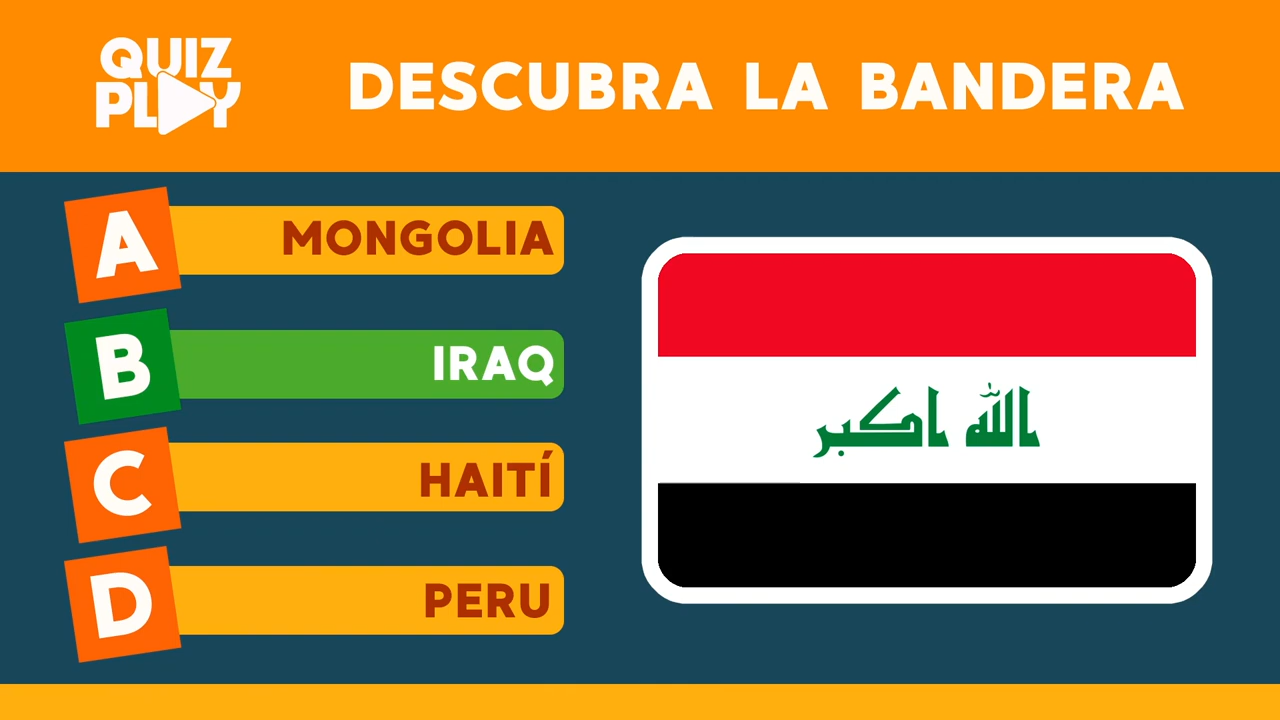 QUIZ
PLAY
DESCUBRA LA BANDERA
A
MONGOLIA
B
IRAQ
C
HAITÍ
D
PERU
الله اكبر